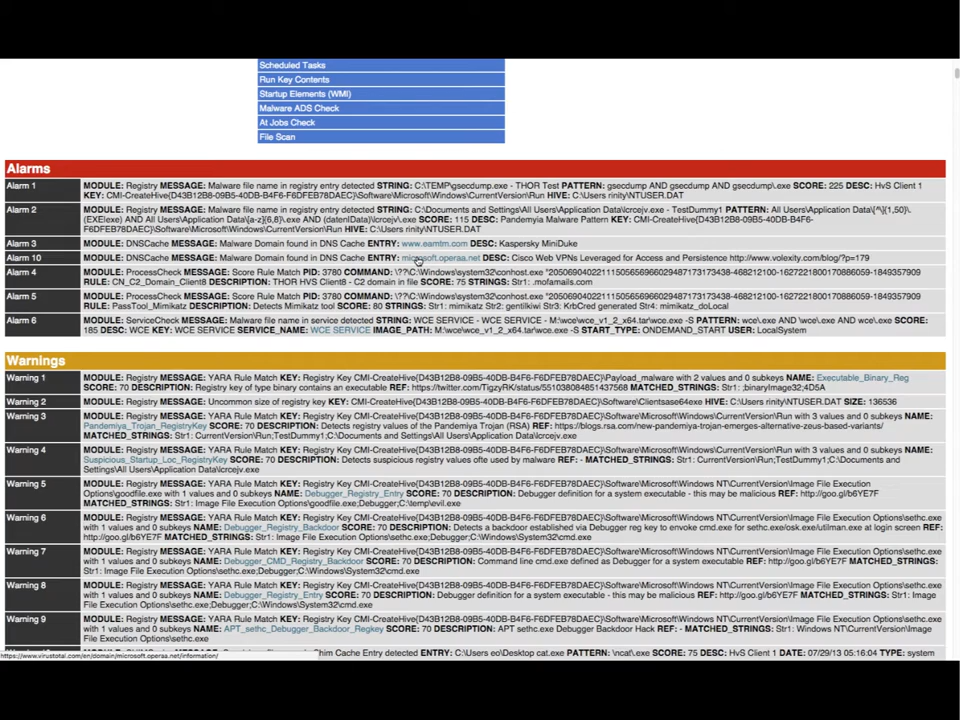 Scheduled Tasks
Run Key Contents
Startup Elements (WMI)
Malware ADS Check
At Jobs Check
File Scan
Alarms
Alarm 1 MODULE: Registry MESSAGE: Malware file name in registry entry detected STRING: C:\TEMP\gsecdump.exe - THOR Test PATTERN: gsecdump AND gsecdump AND gsecdump\.exe SCORE: 225 DESC: HvS Client 1
KEY: CMI-CreateHive{D43B12B8-09B5-40DB-B4F6-F6DFEB78DAEC}\Software\Microsoft\Windows\CurrentVersion\Run HIVE: C:\Users rinity\NTUSER.DAT
Alarm 2 MODULE: Registry MESSAGE: Malware file name in registry entry detected STRING: C:\Documents and Settings\All Users\Application Data\lcrcejv.exe - TestDummy1 PATTERN: All Users\Application Data\[^\]{1,50}\.
(EXE|exe) AND All Users\Application Data\[a-z]{6,8}\.exe AND (daten|Data)\lcrcejv\.exe SCORE: 115 DESC: Pandemyia Malware Pattern KEY: CMI-CreateHive{D43B12B8-09B5-40DB-B4F6-
F6DFEB78DAEC}\Software\Microsoft\Windows\CurrentVersion\Run HIVE: C:\Users rinity\NTUSER.DAT
Alarm 3 MODULE: DNSCache MESSAGE: Malware Domain found in DNS Cache ENTRY: www.eamtm.com DESC: Kaspersky MiniDuke
Alarm 10 MODULE: DNSCache MESSAGE: Malware Domain found in DNS Cache ENTRY: microsoft.operaa.net DESC: Cisco Web VPNs Leveraged for Access and Persistence http://www.volexity.com/blog/?p=179
Alarm 4 MODULE: ProcessCheck MESSAGE: Score Rule Match PID: 3780 COMMAND: \??\C:\Windows\system32\conhost.exe "2050690402211150565669660294871731734 38-468721000-1627221801973855009-1184917909
RULE: CN_C2_Domain_Client8 DESCRIPTION: THOR HVS Client8 - C2 domain in file SCORE: 75 STRINGS: Str1: .mofamails.com
Alarm 5 MODULE: ProcessCheck MESSAGE: Score Rule Match PID: 3780 COMMAND: \??\C:\Windows\system32\conhost.exe
RULE: PassTool_Mimikatz DESCRIPTION: Detects Mimikatz tool SCORE: 80 STRINGS: Str2: gentilkiwi Str3: KrbCred generated Str4: mimikatz_doLocal
Alarm 6 MODULE: ServiceCheck MESSAGE: Malware file name in service detected STRING: WCE SERVICE - WCE SERVICE - M:\wce\wce_v1_2_x64.tar\wce.exe -S PATTERN: wce\.exe AND \wce\.exe AND \wce\.exe SCORE:
185 DESC: WCE KEY: WCE SERVICE SERVICE_NAME: WCE SERVICE IMAGE_PATH: M:\wce\wce_v1_2_x64.tar\wce.exe -S START_TYPE: ONDEMAND_START USER: LocalSystem
Warnings
Warning 1 MODULE: Registry MESSAGE: YARA Rule Match KEY: Registry Key CMI-CreateHive{D43B12B8-09B5-40DB-B4F6-F6DFEB78DAEC}\Payload_malware with 2 values and 0 subkeys NAME: Executable_Binary_Reg
SCORE: 70 DESCRIPTION: Registry key of type binary contains an executable REF: https://twitter.com/TigzyRK/status/551038084851437568 MATCHED_STRINGS: Str1: ;binaryImage32;4D5A
Warning 2 MODULE: Registry MESSAGE: Uncommon size of registry key KEY: CMI-CreateHive{D43B12B8-09B5-40DB-B4F6-F6DFEB78DAEC}\Software\Clientsase64exe HIVE: C:\Users rinity\NTUSER.DAT SIZE: 136536
Warning 3 MODULE: Registry MESSAGE: YARA Rule Match KEY: Registry Key CMI-CreateHive{D43B12B8-09B5-40DB-B4F6-F6DFEB78DAEC}\Software\Microsoft\Windows\CurrentVersion\Run with 3 values and 0 subkeys NAME:
Pandemyia_Trojan_RegistryKey SCORE: 70 DESCRIPTION: Detects registry values of the Pandemiya Trojan (RSA) REF: https://blogs.rsa.com/new-pandemiya-trojan-emerges-alternative-zeus-based-variants/
MATCHED_STRINGS: Str1: CurrentVersion\Run;TestDummy1;C:\Documents and Settings\All Users\Application Data\lcrcejv.exe
Warning 4 MODULE: Registry MESSAGE: YARA Rule Match KEY: Registry Key CMI-CreateHive{D43B12B8-09B5-40DB-B4F6-F6DFEB78DAEC}\Software\Microsoft\Windows\CurrentVersion\Run with 3 values and 0 subkeys NAME:
Suspicious_Startup_Loc_RegistryKey SCORE: 70 DESCRIPTION: Detects suspicious registry values ofte used by malware REF: - MATCHED_STRINGS: Str1: CurrentVersion\Run;TestDummy1;C:\Documents and
Settings\All Users\Application Data\lcrcejv.exe
Warning 5 MODULE: Registry MESSAGE: YARA Rule Match KEY: Registry Key CMI-CreateHive{D43B12B8-09B5-40DB-B4F6-F6DFEB78DAEC}\Software\Microsoft\Windows NT\CurrentVersion\Image File Execution
Options\goodfile.exe with 1 values and 0 subkeys NAME: Debugger_Registry_Entry SCORE: 70 DESCRIPTION: Debugger definition for a system executable - this may be malicious REF: http://goo.gl/b6YE7F
MATCHED_STRINGS: Str1: Image File Execution Options\goodfile.exe;Debugger;C:\temp\evil.exe
Warning 6 MODULE: Registry MESSAGE: YARA Rule Match KEY: Registry Key CMI-CreateHive{D43B12B8-09B5-40DB-B4F6-F6DFEB78DAEC}\Software\Microsoft\Windows NT\CurrentVersion\Image File Execution Options\sethc.exe
with 1 values and 0 subkeys NAME: Debugger_Registry_Backdoor SCORE: 70 DESCRIPTION: Detects a backdoor established via Debugger reg key to envoke cmd.exe for osk.exe, utilman.exe at login screen REF:
http://goo.gl/b6YE7F MATCHED_STRINGS: Str1: Image File Execution Options\sethc.exe;Debugger;C:\Windows\System32\cmd.exe
Warning 7 MODULE: Registry MESSAGE: YARA Rule Match KEY: Registry Key CMI-CreateHive{D43B12B8-09B5-40DB-B4F6-F6DFEB78DAEC}\Software\Microsoft\Windows NT\CurrentVersion\Image File Execution Options\sethc.exe
with 1 values and 0 subkeys NAME: Debugger_CMD_Registry_Backdoor SCORE: 70 DESCRIPTION: Command line cmd.exe defined as Debugger for a system executable REF: http://goo.gl/b6YE7F MATCHED_STRINGS:
Str1: Image File Execution Options\sethc.exe;Debugger;C:\Windows\System32\cmd.exe
Warning 8 MODULE: Registry MESSAGE: YARA Rule Match KEY: Registry Key CMI-CreateHive{D43B12B8-09B5-40DB-B4F6-F6DFEB78DAEC}\Software\Microsoft\Windows NT\CurrentVersion\Image File Execution Options\sethc.exe
with 1 values and 0 subkeys NAME: Debugger_Registry_Entry SCORE: 70 DESCRIPTION: Debugger definition for a system executable - this may be malicious REF: http://goo.gl/b6YE7F MATCHED_STRINGS: Str1: Image
File Execution Options\sethc.exe;Debugger;C:\Windows\System32\cmd.exe
Warning 9 MODULE: Registry MESSAGE: YARA Rule Match KEY: Registry Key CMI-CreateHive{D43B12B8-09B5-40DB-B4F6-F6DFEB78DAEC}\Software\Microsoft\Windows NT\CurrentVersion\Image File Execution Options\sethc.exe
with 1 values and 0 subkeys NAME: APT_sethc_Debugger_Backdoor_Regkey SCORE: 70 DESCRIPTION: APT sethc.exe Debugger Backdoor Hack REF: - MATCHED_STRINGS: Str1: Windows NT\CurrentVersion\Image
File Execution Options\sethc.exe
Cache Entry detected ENTRY: C:\Users eo\Desktop cat.exe PATTERN: \ncat\.exe SCORE: 75 DESC: HvS Client 1 DATE: 07/29/13 05:16:04 TYPE: system
https://www.virustotal.com/en/domain/microsoft.operaa.net/information/